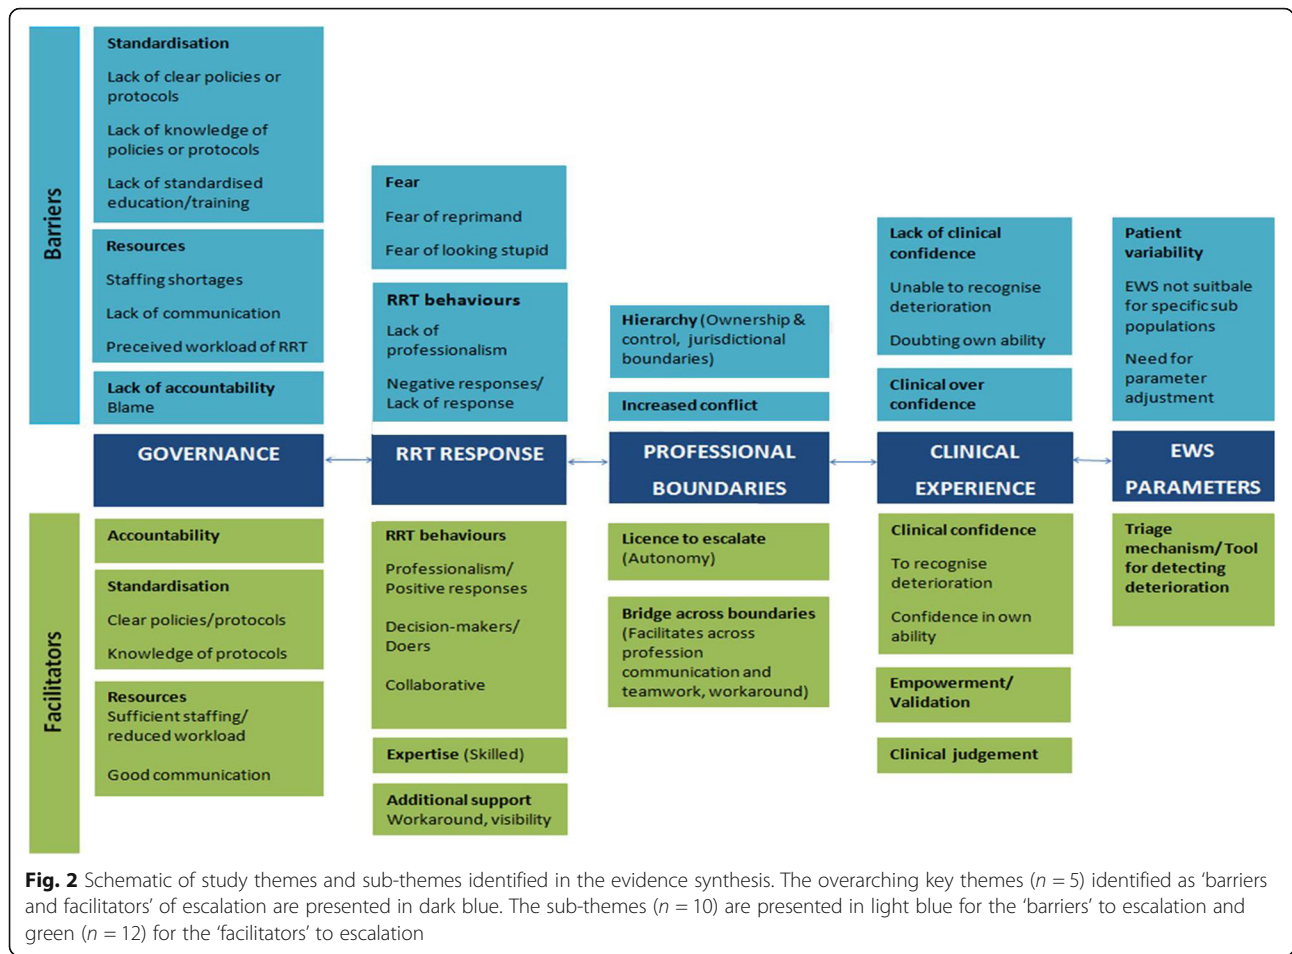 Barriers
Standardisation
Lack of clear policies or
protocols
Lack of knowledge of
policies or protocols
Lack of standardised
education/training
Resources
Staffing shortages
Lack of communication
Preceived workload of RRT
Lack of accountability
Blame
Fear
Fear of reprimand
Fear of looking stupid
RRT behaviours
Lack of
professionalism
Negative responses/
Lack of response
Hierarchy (Ownership &
control, jurisdictional
boundaries)
Increased conflict
Lack of clinical
confidence
Unable to recognise
deterioration
Doubting own ability
Clinical over
confidence
Patient
variability
EWS not suitbale
for specific sub
populations
Need for
parameter
adjustment
GOVERNANCE
RRT RESPONSE
PROFESSIONAL
BOUNDARIES
CLINICAL
EXPERIENCE
EWS
PARAMETERS
Facilitators
Accountability
Standardisation
Clear policies/protocols
Knowledge of protocols
Resources
Sufficient staffing/
reduced workload
Good communication
RRT behaviours
Professionalism/
Positive responses
Decision-makers/
Doers
Collaborative
Expertise (Skilled)
Additional support
Workaround, visibility
Licence to escalate
(Autonomy)
Bridge across boundaries
(Facilitates across
profession
communication and
teamwork, workaround)
Clinical confidence
To recognise
deterioration
Confidence in own
ability
Empowerment/
Validation
Clinical judgement
Triage
mechanism/ Tool
for detecting
deterioration
Fig. 2 Schematic of study themes and sub-themes identified in the evidence synthesis. The overarching key themes (n = 5) identified as ‘barriers
and facilitators’ of escalation are presented in dark blue. The sub-themes (n = 10) are presented in light blue for the ‘barriers’ to escalation and
green (n = 12) for the ‘facilitators’ to escalation